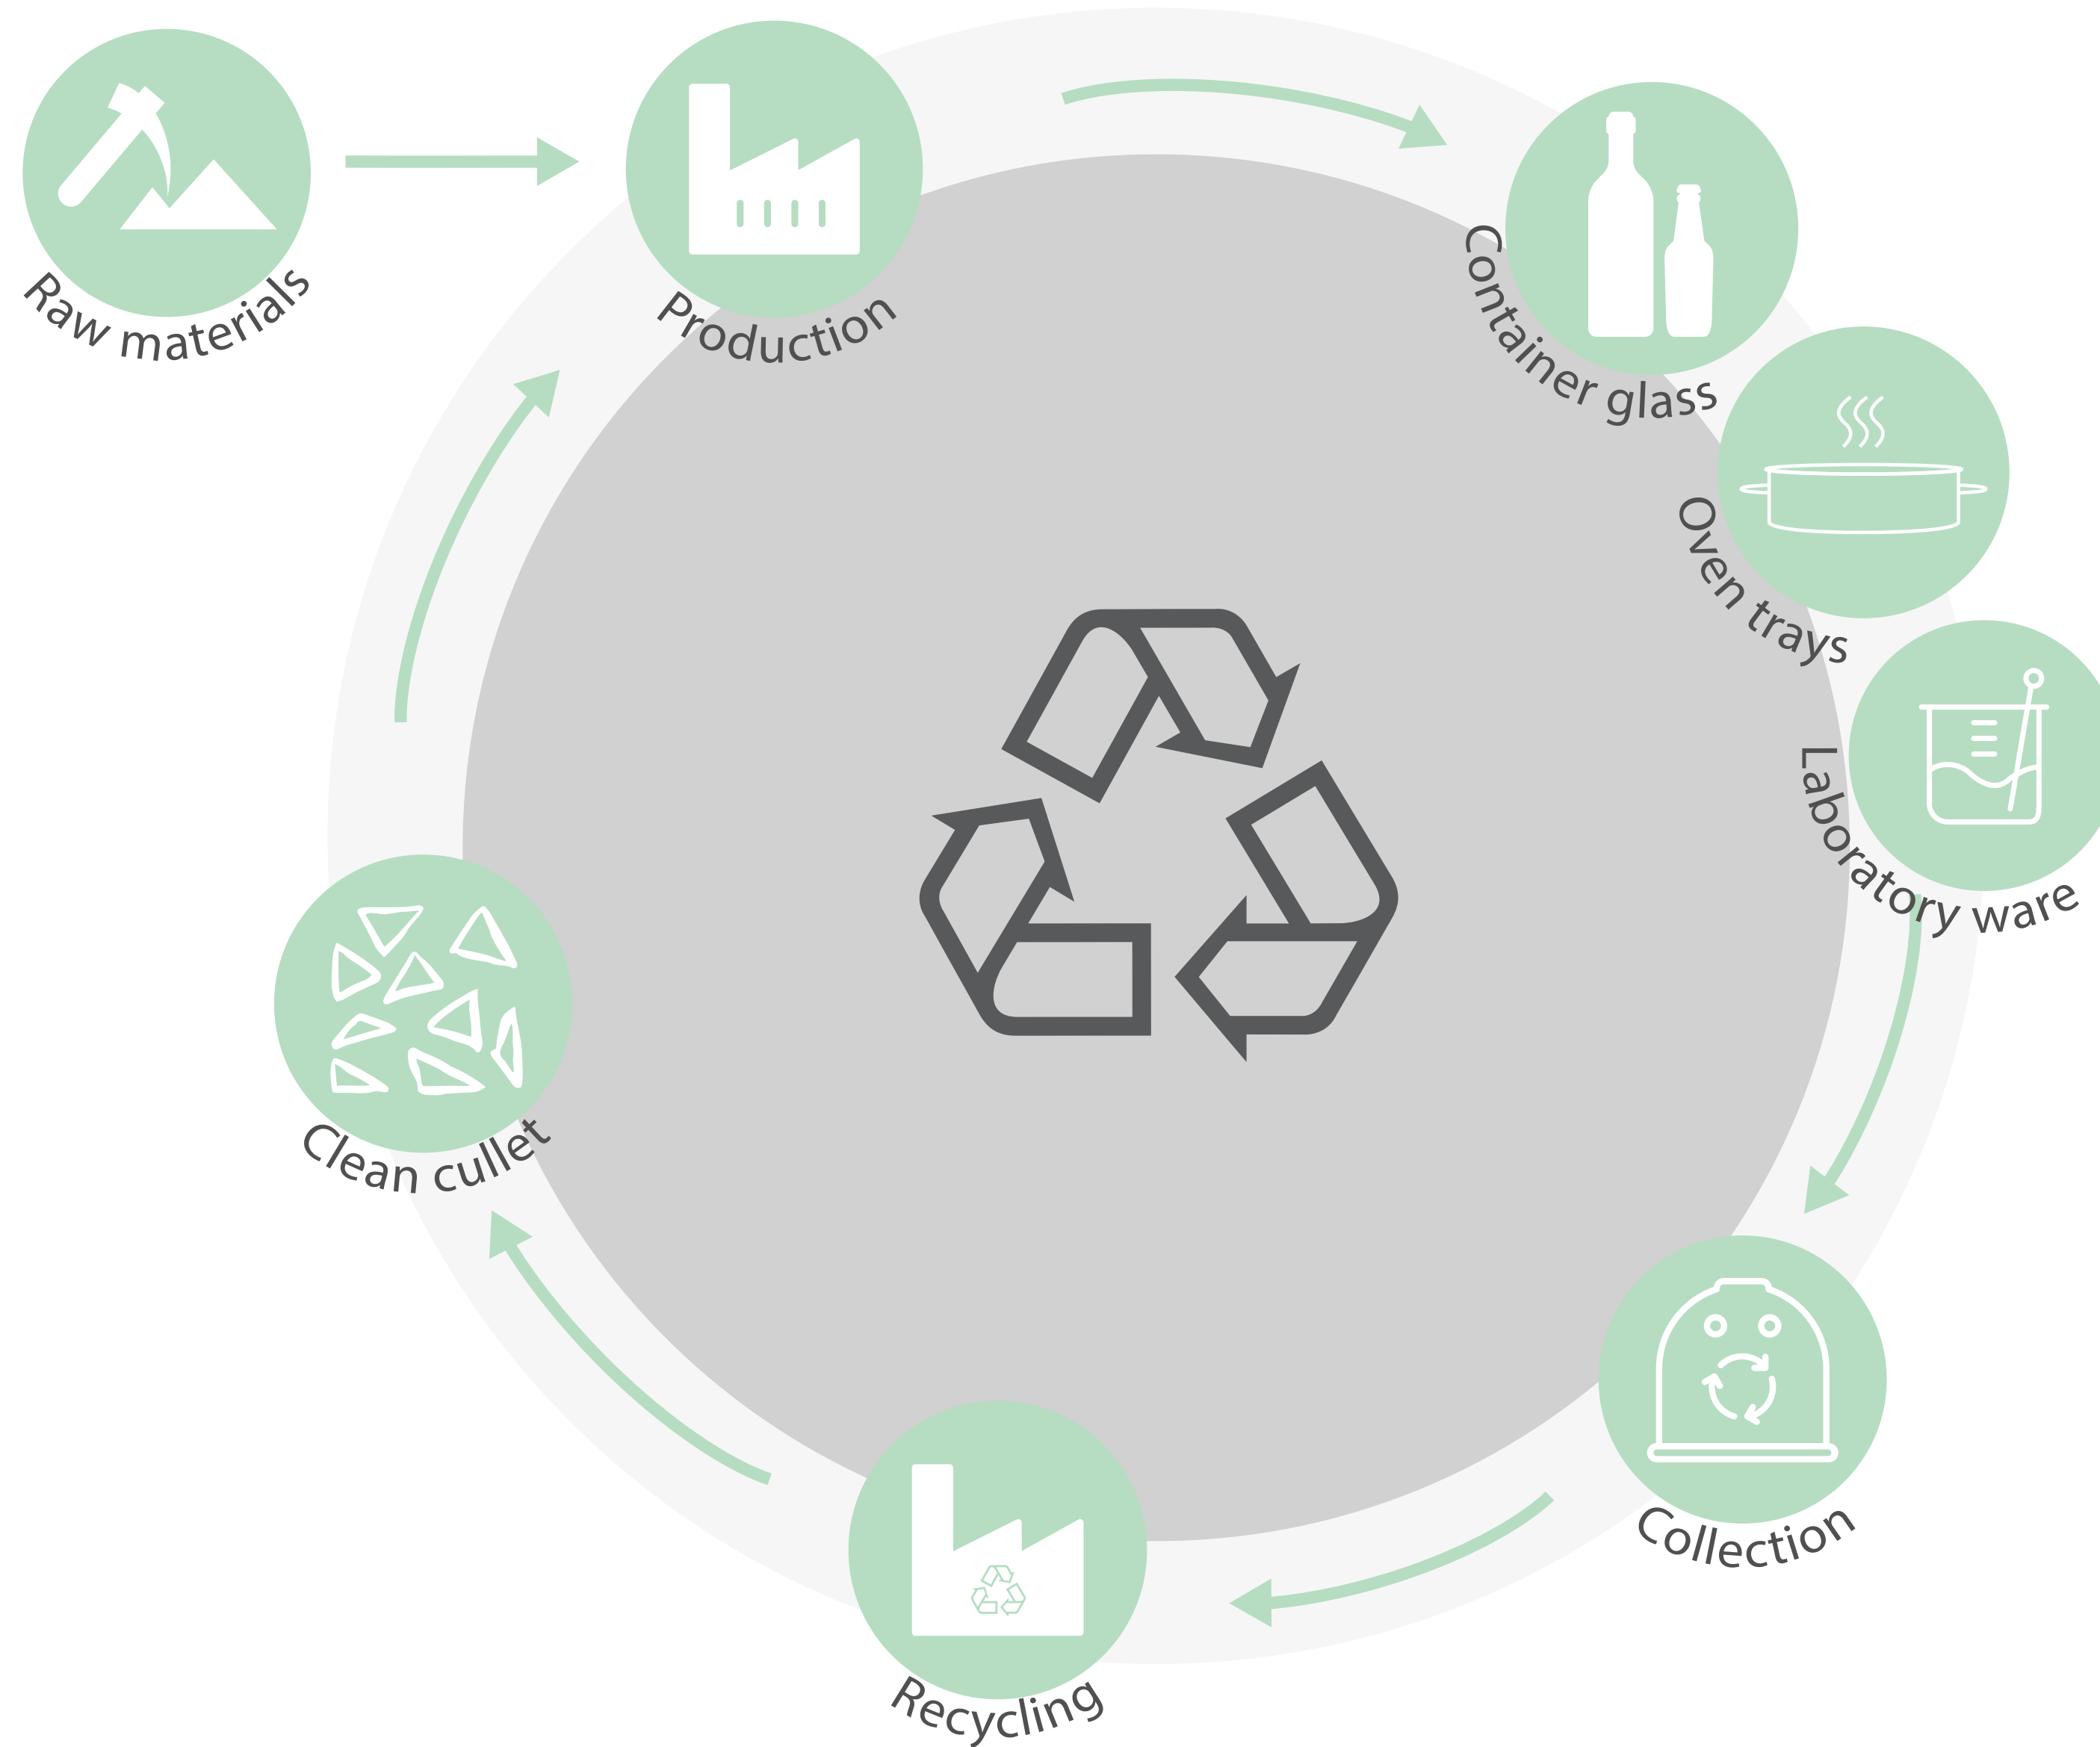 Raw materials
Production
Container glass
Oven trays
Laboratory ware
Collection
Recycling
Clean cullet